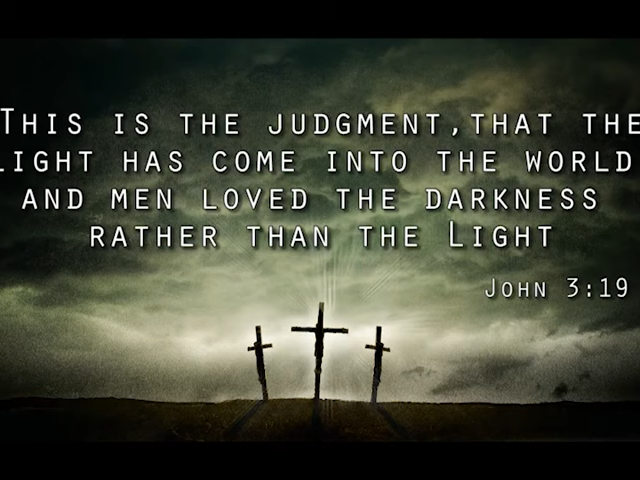 This is the judgment, that the
Light has come into the world
and men loved the darkness
rather than the Light
John 3:19